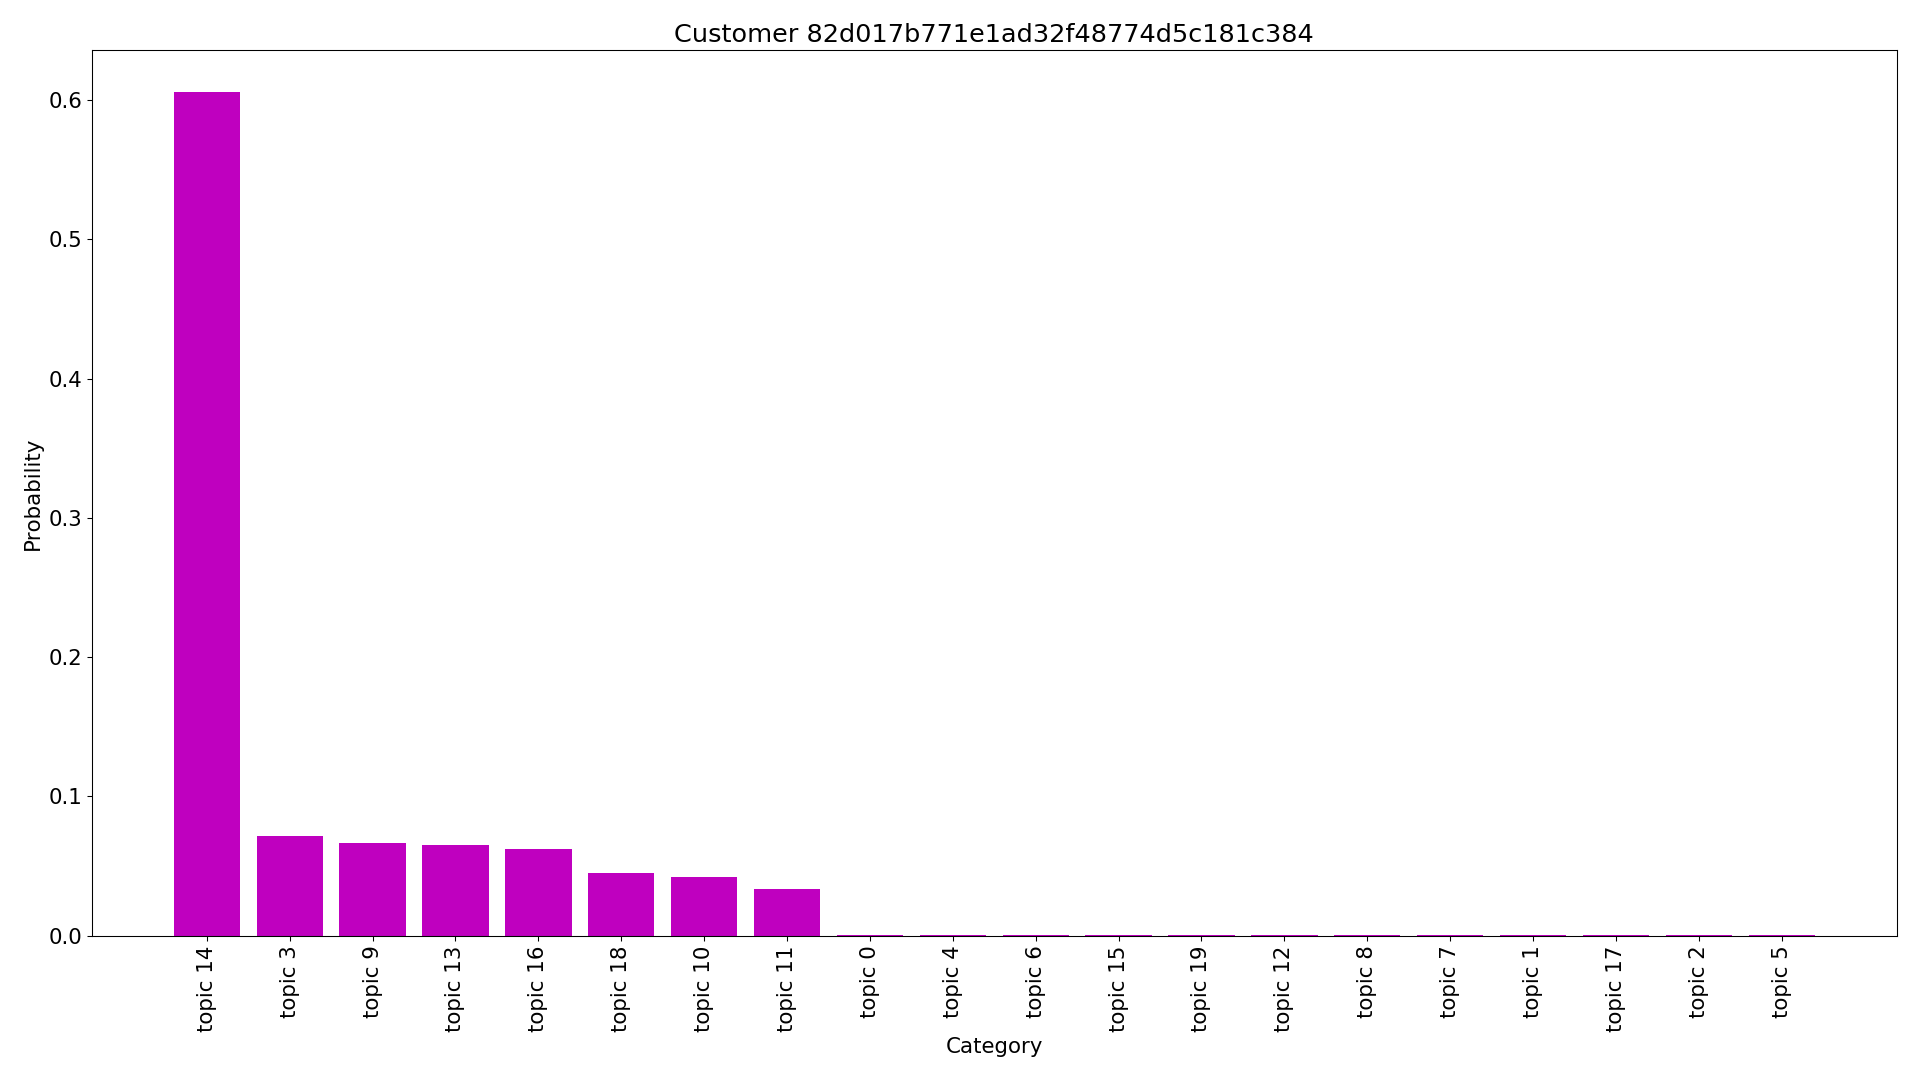 Customer 82d017b771e1ad32f48774d5c181c384
Probability
0.6
0.5
0.4
0.3
0.2
0.1
0.0
topic 14
topic 3
topic 9
topic 13
topic 16
topic 18
topic 10
topic 11
topic 0
topic 4
topic 6
topic 15
topic 19
topic 12
topic 8
topic 7
topic 1
topic 17
topic 2
topic 5
Category